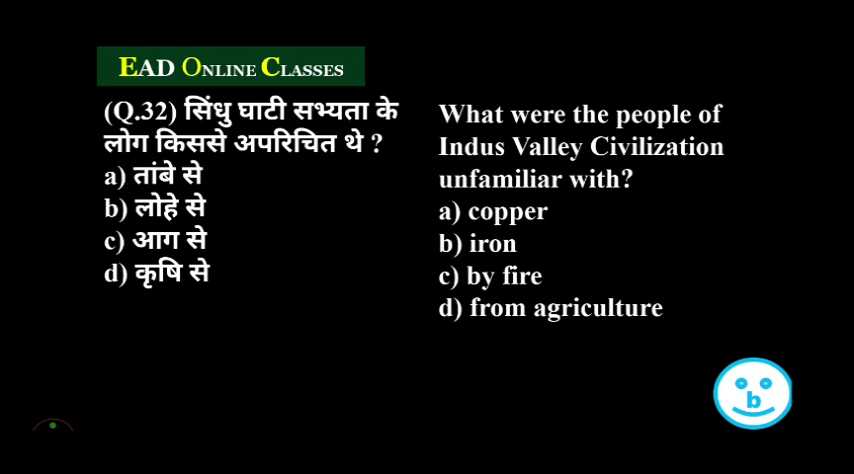 EAD ONLINE CLASSES
(Q.32) सिंधु घाटी सभ्यता के
लोग किससे अपरिचित थे ?
a) तांबे से
b) लोहे से
c) आग से
d) कृषि से
What were the people of
Indus Valley Civilization
unfamiliar with?
a) copper
b) iron
c) by fire
d) from agriculture
b